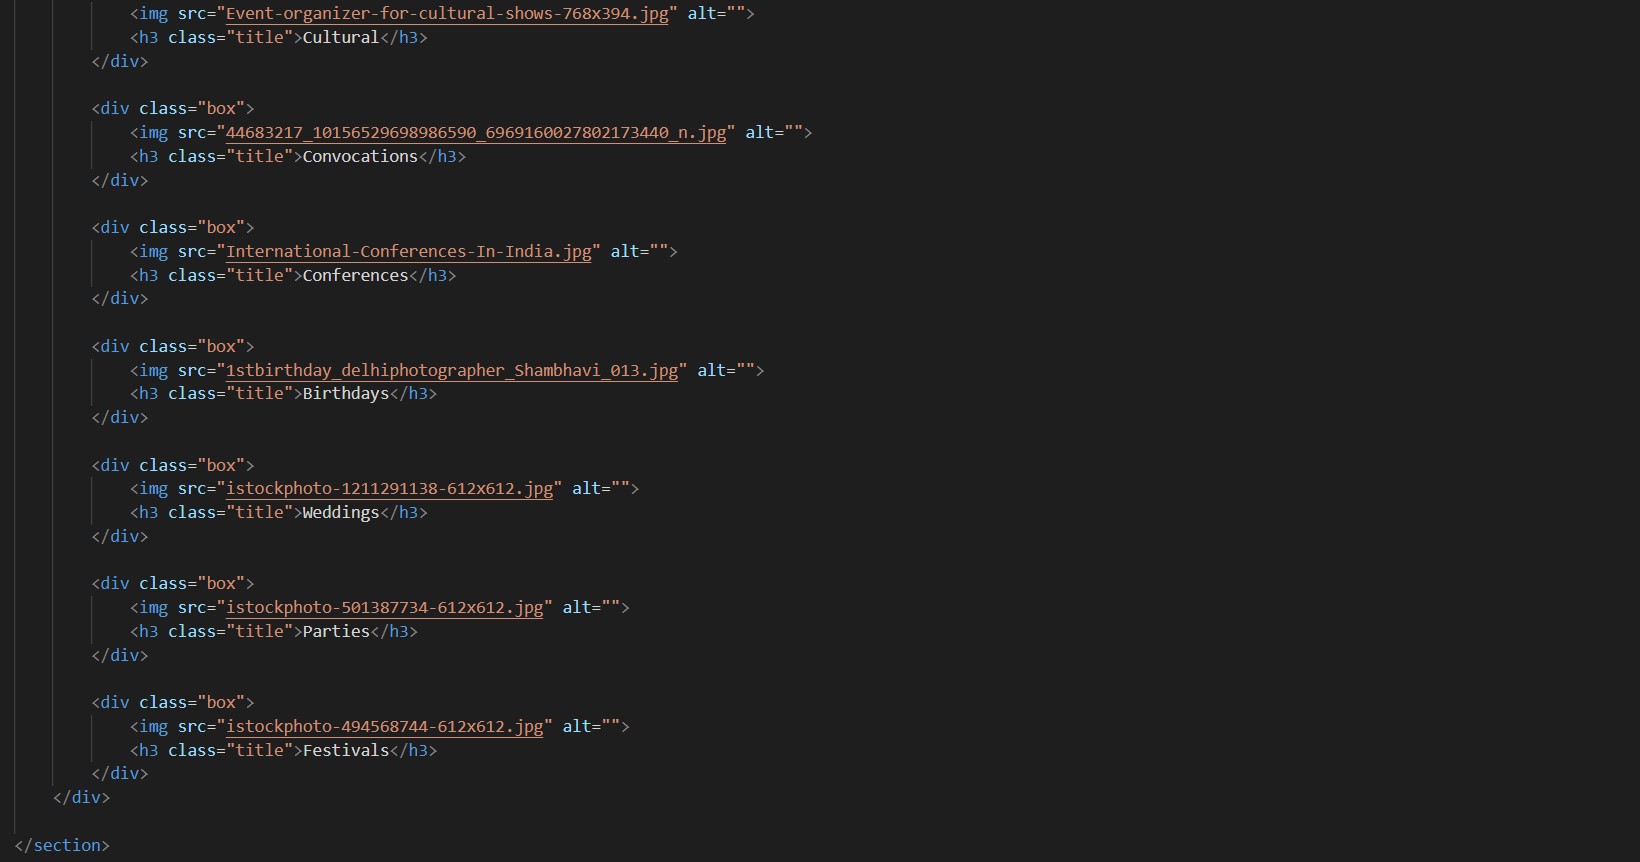 <img src="Event-organizer-for-cultural-shows-768x394.jpg" alt="">
<h3 class="title">Cultural</h3>
</div>
<div class="box">
<img src="44683217_10156529698986590_6969160027802173440_n.jpg" alt="">
<h3 class="title">Convocations</h3>
</div>
<div class="box">
<img src="International-Conferences-In-India.jpg" alt="">
<h3 class="title">Conferences</h3>
</div>
<div class="box">
<img src="1stbirthday_delhiphotographer_Shambhavi_013.jpg" alt="">
<h3 class="title">Birthdays</h3>
</div>
<div class="box">
<img src="istockphoto-1211291138-612x612.jpg" alt="">
<h3 class="title">Weddings</h3>
</div>
<div class="box">
<img src="istockphoto-501387734-612x612.jpg" alt="">
<h3 class="title">Parties</h3>
</div>
<div class="box">
<img src="istockphoto-494568744-612x612.jpg" alt="">
<h3 class="title">Festivals</h3>
</div>
</div>
</section>